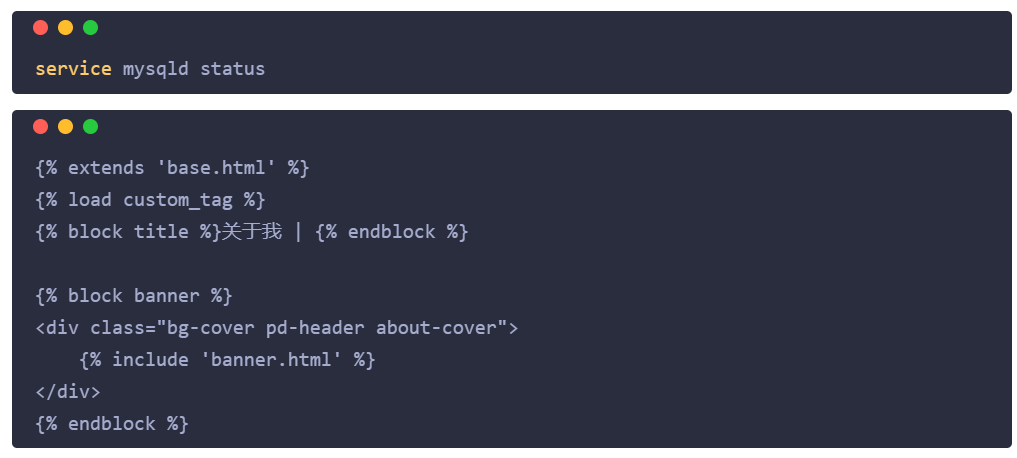 service mysqld status
{% extends 'base.html' %}
{% load custom_tag %}
{% block title %}关于我 | {% endblock %}
{% block banner %}
<div class="bg-cover pd-header about-cover">
    {% include 'banner.html' %}
</div>
{% endblock %}